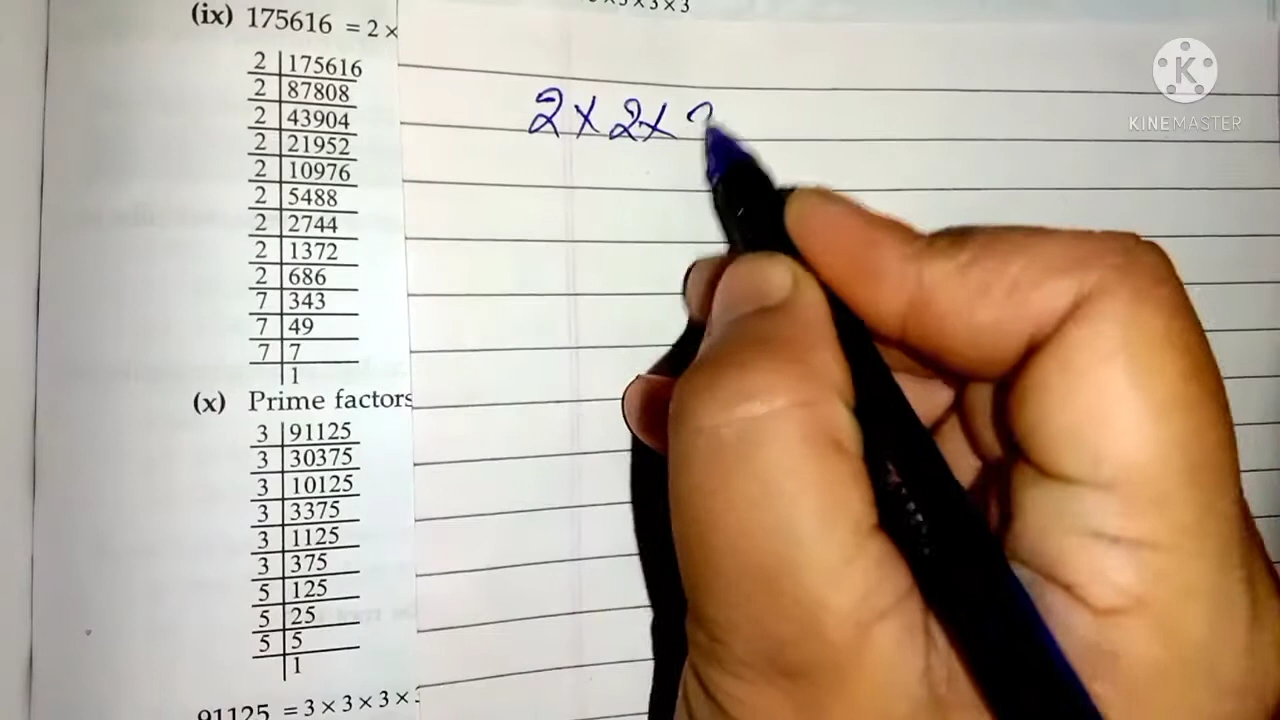 × 3 × 3
(ix) 175616 = 2 ×
2 | 175616
2 | 87808
2 | 43904
2 | 21952
2 | 10976
2 | 5488
2 | 2744
2 | 1372
2 | 686
7 | 343
7 | 49
7 | 7
| 1
(x) Prime factors
3 | 91125
3 | 30375
3 | 10125
3 | 3375
3 | 1125
3 | 375
5 | 125
5 | 25
5 | 5
| 1
91125 = 3 × 3 × 3 ×
2 × 2 ×
K
KINEMASTER